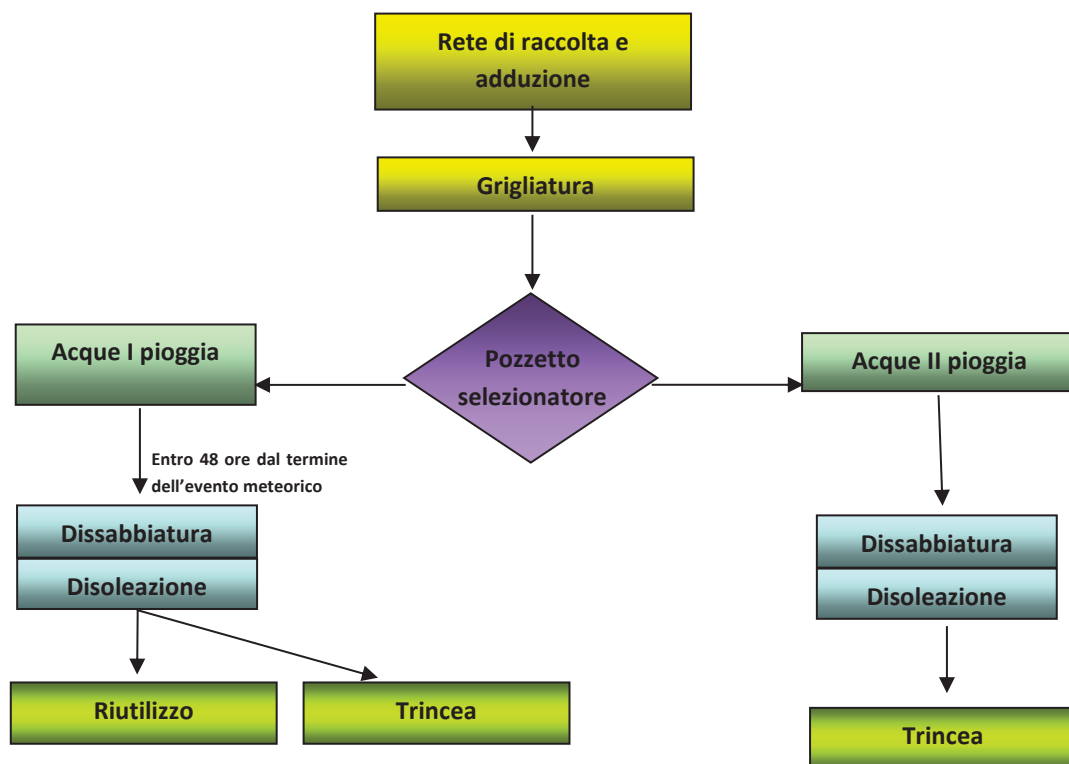 Rete di raccolta e
adduzione
Grigliatura
Pozzetto
selezionatore
Acque I pioggia
Acque II pioggia
Entro 48 ore dal termine
dell’evento meteorico
Dissabbiatura
Disoleazione
Dissabbiatura
Disoleazione
Riutilizzo
Trincea
Trincea